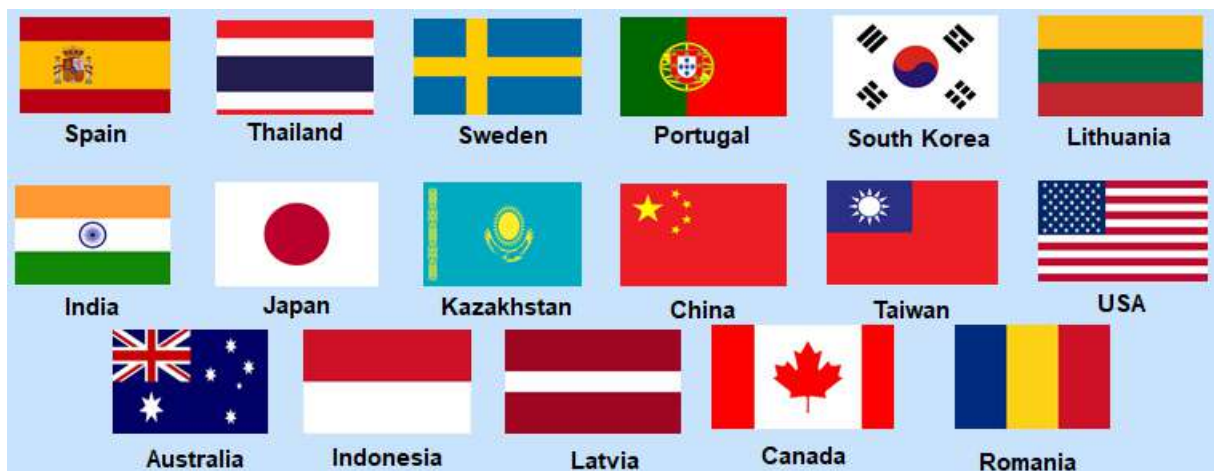 Spain Thailand Sweden Portugal South Korea Lithuania
India Japan Kazakhstan China Taiwan USA
Australia Indonesia Latvia Canada Romania